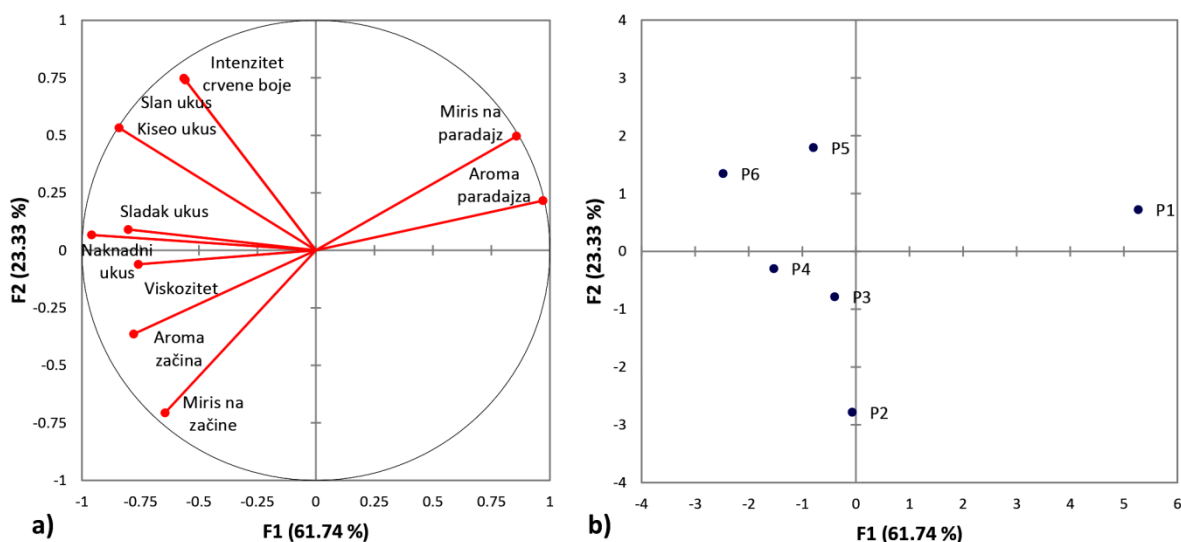 1
0.75
0.5
0.25
0
-0.25
-0.5
-0.75
-1
F2 (23.33 %)
Intenzitet
crvene boje
Slan ukus
Kiseo ukus
Miris na
paradajz
Aroma
paradajza
Sladak ukus
Naknadni
ukus
Viskozitet
Aroma
začina
Miris na
začine
-1 -0.75 -0.5 -0.25 0 0.25 0.5 0.75 1
F1 (61.74 %)
a)
4
3
2
1
0
-1
-2
-3
-4
F2 (23.33 %)
P5
P6
P1
P4
P3
P2
-4 -3 -2 -1 0 1 2 3 4 5 6
F1 (61.74 %)
b)